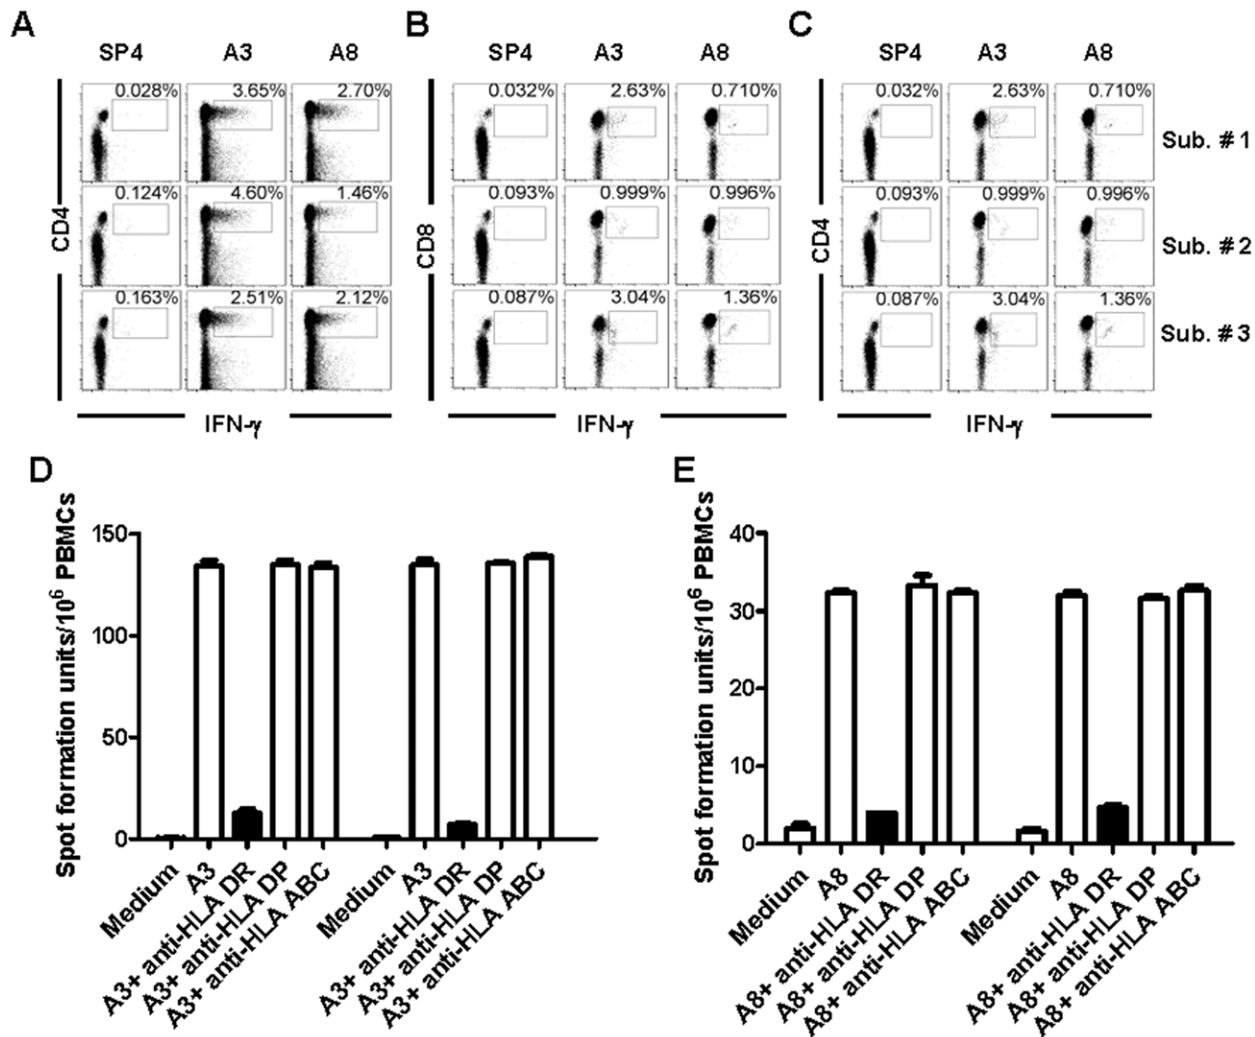 A B C
SP4 A3 A8 SP4 A3 A8 SP4 A3 A8
0.028% 3.65% 2.70% 0.032% 2.63% 0.710% 0.032% 2.63% 0.710%
Sub. # 1
0.124% 4.60% 1.46% 0.093% 0.999% 0.996% 0.093% 0.999% 0.996%
CD4 CD8 CD4
Sub. # 2
0.163% 2.51% 2.12% 0.087% 3.04% 1.36% 0.087% 3.04% 1.36%
Sub. # 3
IFN-γ IFN-γ IFN-γ
D
Spot formation units/10⁶ PBMCs
150
100
50
0
Medium
A3
A3+ anti-HLA DR
A3+ anti-HLA DP
A3+ anti-HLA ABC
Medium
A3
A3+ anti-HLA DR
A3+ anti-HLA DP
A3+ anti-HLA ABC
E
Spot formation units/10⁶ PBMCs
40
30
20
10
0
Medium
A8
A8+ anti-HLA DR
A8+ anti-HLA DP
A8+ anti-HLA ABC
Medium
A8
A8+ anti-HLA DR
A8+ anti-HLA DP
A8+ anti-HLA ABC